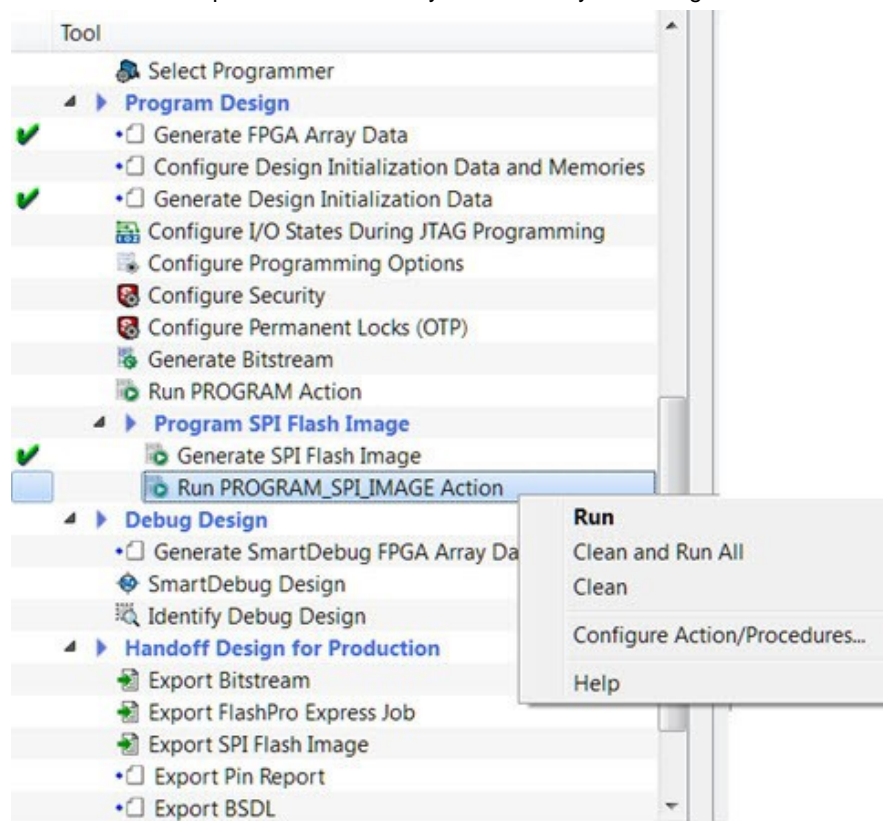 Tool
Select Programmer
Program Design
Generate FPGA Array Data
Configure Design Initialization Data and Memories
Generate Design Initialization Data
Configure I/O States During JTAG Programming
Configure Programming Options
Configure Security
Configure Permanent Locks (OTP)
Generate Bitstream
Run PROGRAM Action
Program SPI Flash Image
Generate SPI Flash Image
Run PROGRAM_SPI_IMAGE Action
Debug Design
Generate SmartDebug FPGA Array Da
SmartDebug Design
Identify Debug Design
Handoff Design for Production
Export Bitstream
Export FlashPro Express Job
Export SPI Flash Image
Export Pin Report
Export BSDL
Run
Clean and Run All
Clean
Configure Action/Procedures...
Help